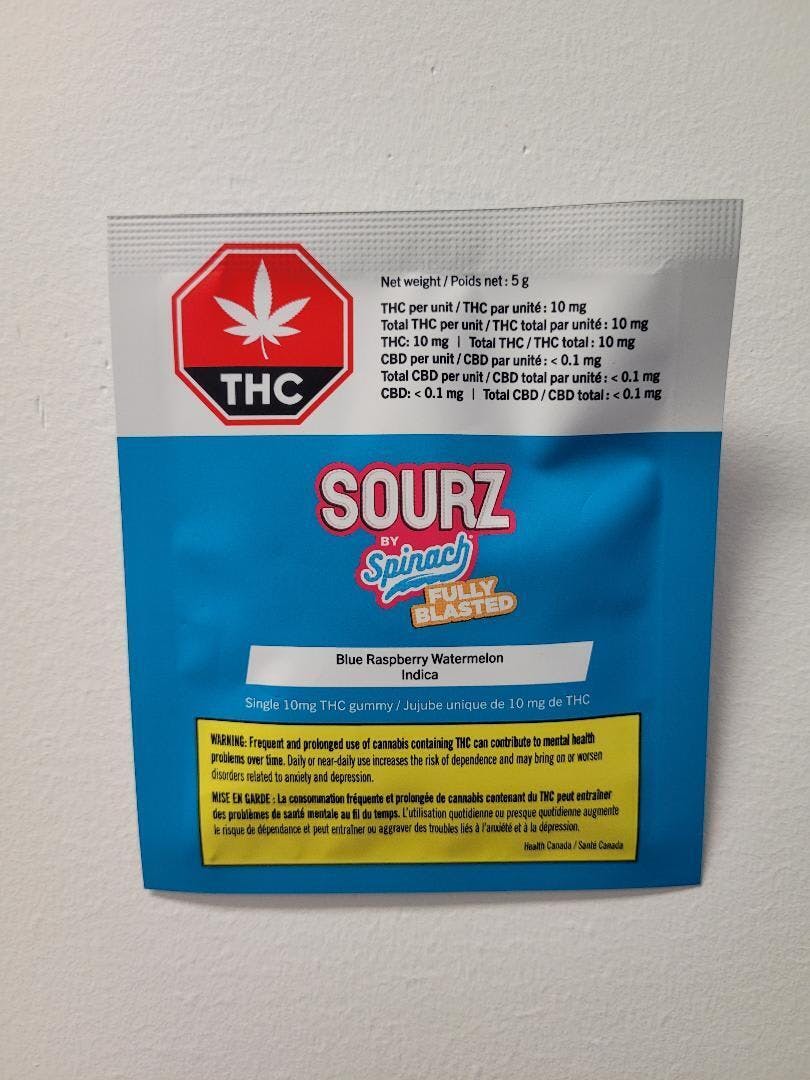 THC
Net weight / Poids net : 5 g
THC per unit / THC par unité : 10 mg
Total THC per unit / THC total par unité : 10 mg
THC: 10 mg | Total THC / THC total : 10 mg
CBD per unit / CBD par unité : < 0.1 mg
Total CBD per unit / CBD total par unité : < 0.1 mg
CBD: < 0.1 mg | Total CBD / CBD total : < 0.1 mg
SOURZ
BY
Spinach
FULLY
BLASTED
Blue Raspberry Watermelon
Indica
Single 10mg THC gummy / Jujube unique de 10 mg de THC
WARNING: Frequent and prolonged use of cannabis containing THC can contribute to mental health
problems over time. Daily or near-daily use increases the risk of dependence and may bring on or worsen
disorders related to anxiety and depression.
MISE EN GARDE : La consommation fréquente et prolongée de cannabis contenant du THC peut entraîner
des problèmes de santé mentale au fil du temps. L'utilisation quotidienne ou presque quotidienne augmente
le risque de dépendance et peut entraîner ou aggraver des troubles liés à l'anxiété et à la dépression.
Health Canada / Santé Canada